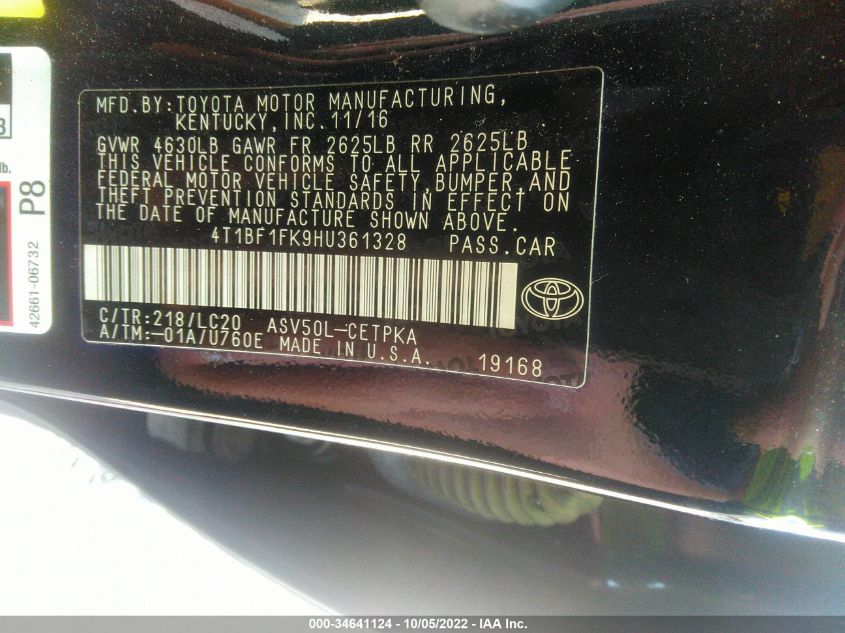 MFD.BY:TOYOTA MOTOR MANUFACTURING,
KENTUCKY,INC.11/16
GVWR 4630LB GAWR FR 2625LB RR 2625LB
THIS VEHICLE CONFORMS TO ALL APPLICABLE
FEDERAL MOTOR VEHICLE SAFETY,BUMPER,AND
THEFT PREVENTION STANDARDS IN EFFECT ON
THE DATE OF MANUFACTURE SHOWN ABOVE.
4T1BF1FK9HU361328 PASS.CAR
C/TR:218/LC20 ASV50L-CETPKA
A/TM:-01A/U760E MADE IN U.S.A. 19168
lb.
P8
42661-06732
000-34641124 - 10/05/2022 - IAA Inc.